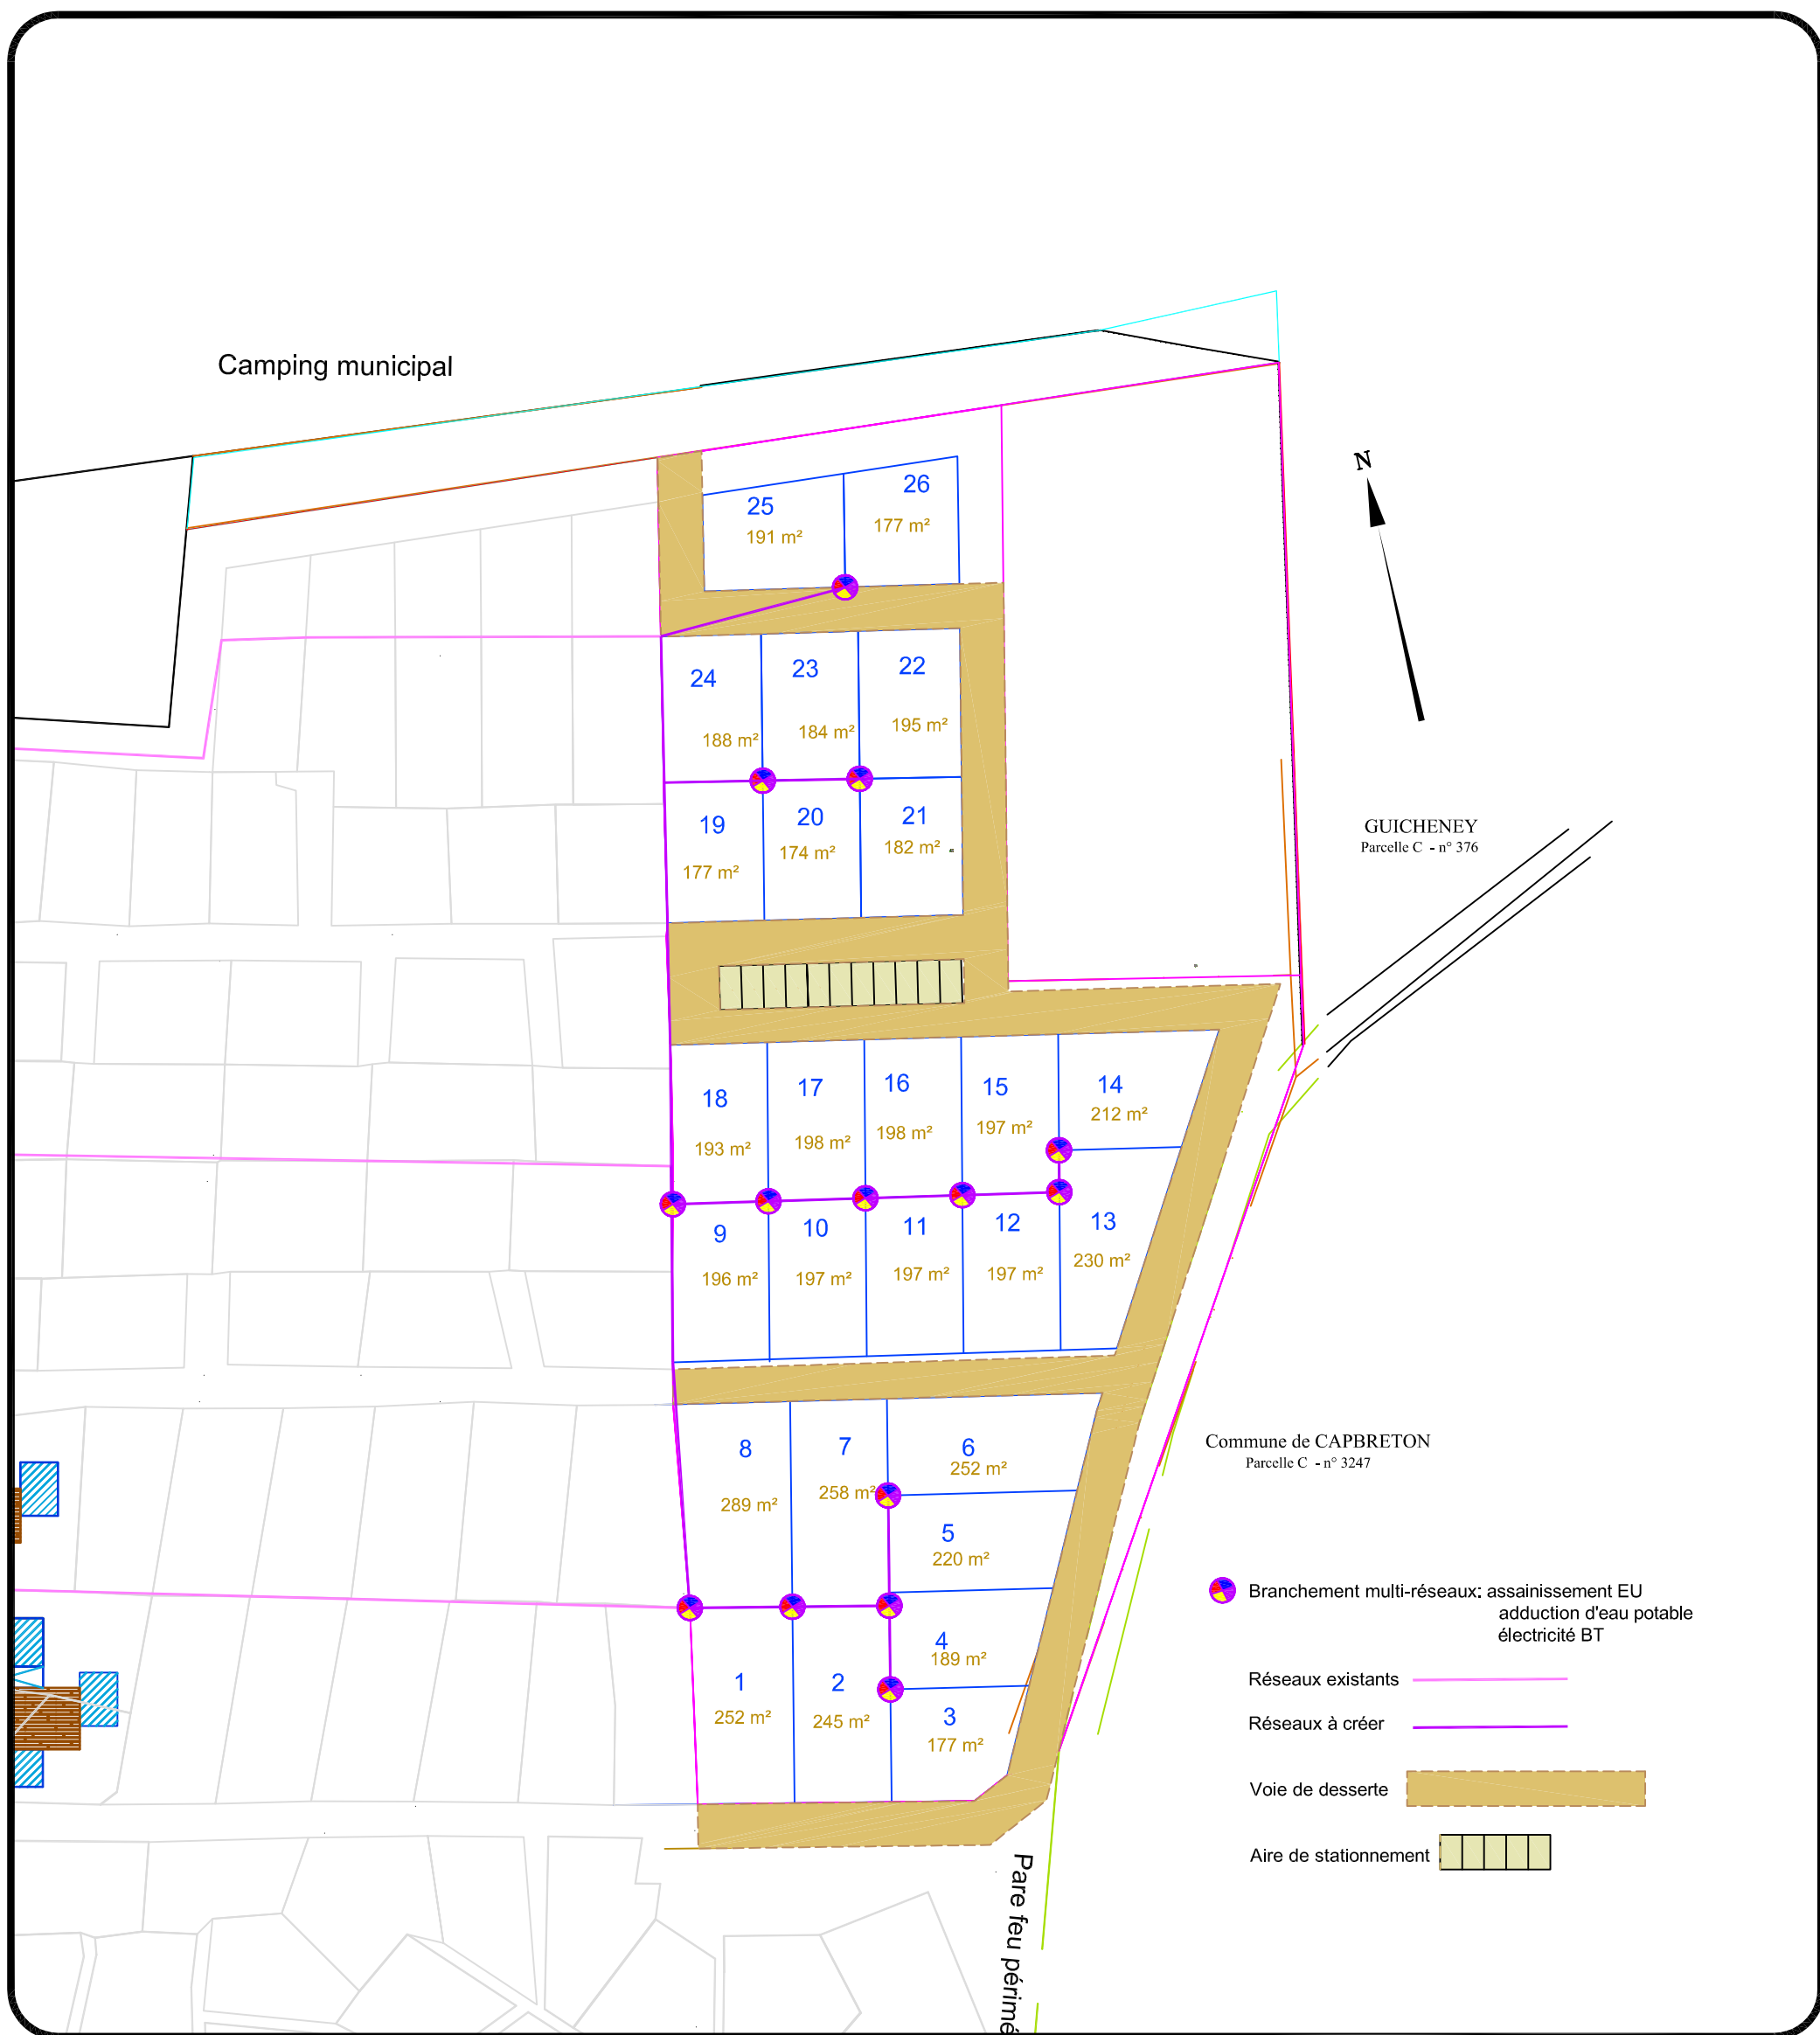 Camping municipal
N
25
191 m²
26
177 m²
24
188 m²
23
184 m²
22
195 m²
19
177 m²
20
174 m²
21
182 m²
GUICHENEY
Parcelle C - n° 376
18
193 m²
17
198 m²
16
198 m²
15
197 m²
14
212 m²
9
196 m²
10
197 m²
11
197 m²
12
197 m²
13
230 m²
8
289 m²
7
258 m²
6
252 m²
5
220 m²
4
189 m²
1
252 m²
2
245 m²
3
177 m²
Commune de CAPBRETON
Parcelle C - n° 3247
Branchement multi-réseaux: assainissement EU
adduction d'eau potable
électricité BT
Réseaux existants
Réseaux à créer
Voie de desserte
Aire de stationnement
Pare feu périmé